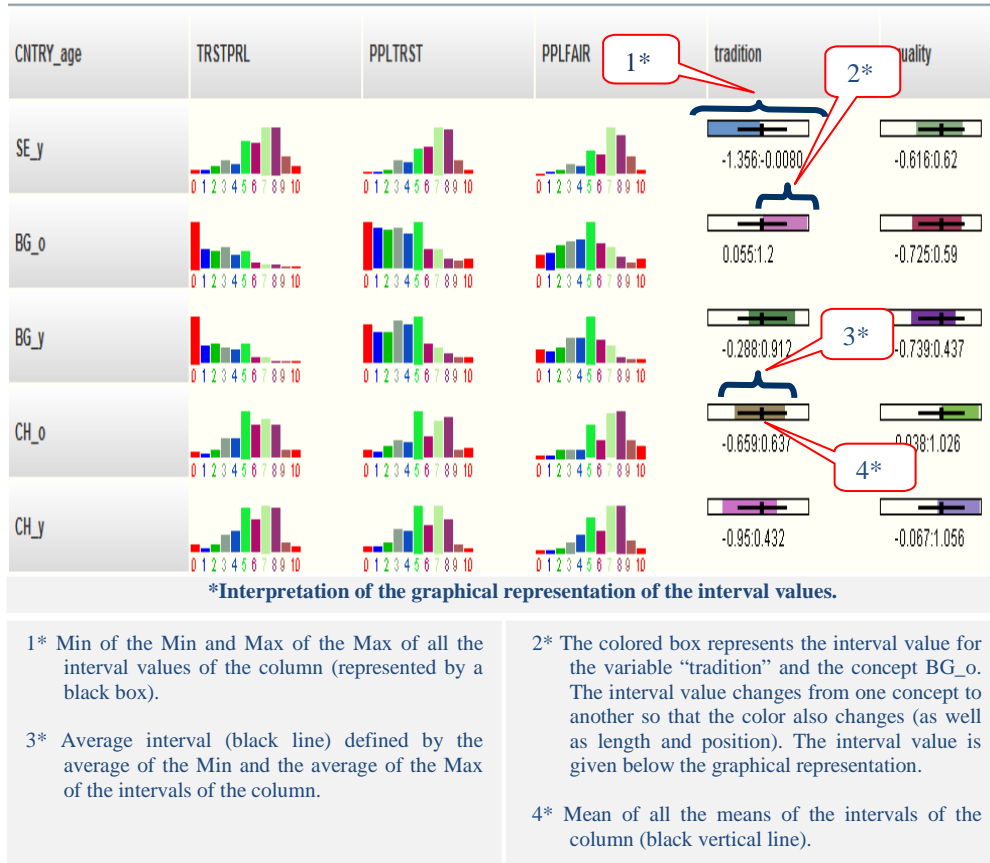 CNTRY_age TRSTPRL PPLTRST PPLFAIR 1* tradition 2* uality
SE_y
0 1 2 3 4 5 6 7 8 9 10 0 1 2 3 4 5 6 7 8 9 10 0 1 2 3 4 5 6 7 8 9 10 -1.356:-0.0080 -0.616:0.62
BG_o
0 1 2 3 4 5 6 7 8 9 10 0 1 2 3 4 5 6 7 8 9 10 0 1 2 3 4 5 6 7 8 9 10 0.055:1.2 -0.725:0.59
BG_y
0 1 2 3 4 5 6 7 8 9 10 0 1 2 3 4 5 6 7 8 9 10 0 1 2 3 4 5 6 7 8 9 10 -0.288:0.912 3* -0.739:0.437
CH_o
0 1 2 3 4 5 6 7 8 9 10 0 1 2 3 4 5 6 7 8 9 10 0 1 2 3 4 5 6 7 8 9 10 -0.659:0.637 4* 038:1.026
CH_y
0 1 2 3 4 5 6 7 8 9 10 0 1 2 3 4 5 6 7 8 9 10 0 1 2 3 4 5 6 7 8 9 10 -0.95:0.432 -0.067:1.056
*Interpretation of the graphical representation of the interval values.
1* Min of the Min and Max of the Max of all the
interval values of the column (represented by a
black box).
3* Average interval (black line) defined by the
average of the Min and the average of the Max
of the intervals of the column.
2* The colored box represents the interval value for
the variable “tradition” and the concept BG_o.
The interval value changes from one concept to
another so that the color also changes (as well
as length and position). The interval value is
given below the graphical representation.
4* Mean of all the means of the intervals of the
column (black vertical line).